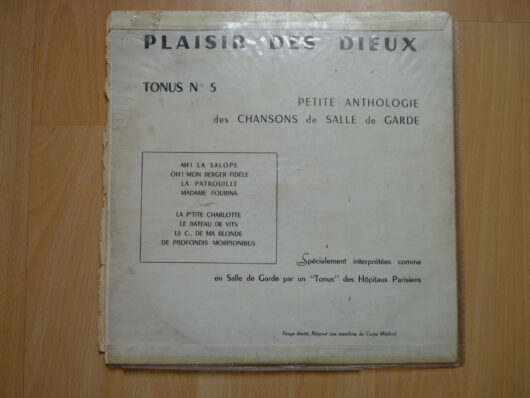 PLAISIR DES DIEUX
TONUS N° 5
PETITE ANTHOLOGIE
des CHANSONS de SALLE de GARDE
AH! LA SALOPE
OH! MON BERGER FIDÈLE
LA PATROUILLE
MADAME FOURINA
LA P'TITE CHARLOTTE
LE BATEAU DE VITS
LE C.. DE MA BLONDE
DE PROFONDIS MORPIONIBUS
Spécialement interprétées comme
en Salle de Garde par un "Tonus" des Hôpitaux Parisiens
Tirage limité, Réservé aux membres du Corps Médical.